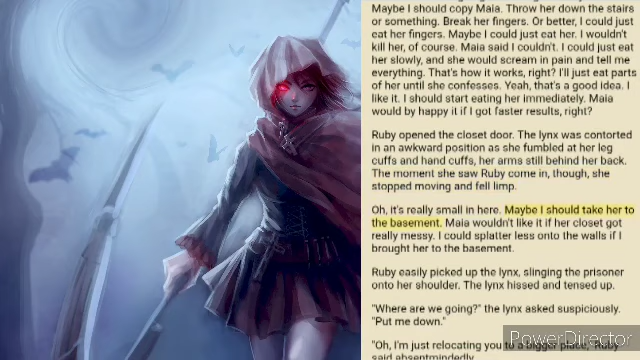 Maybe I should copy Maia. Throw her down the stairs
or something. Break her fingers. Or better, I could just
eat her fingers. Maybe I could just eat her. I wouldn't
kill her, of course. Maia said I couldn't. I could just eat
her slowly, and she would scream in pain and tell me
everything. That's how it works, right? I'll just eat parts
of her until she confesses. Yeah, that's a good idea. I
like it. I should start eating her immediately. Maia
would by happy it if I got faster results, right?
Ruby opened the closet door. The lynx was contorted
in an awkward position as she fumbled at her leg
cuffs and hand cuffs, her arms still behind her back.
The moment she saw Ruby come in, though, she
stopped moving and fell limp.
Oh, it's really small in here. Maybe I should take her to
the basement. Maia wouldn't like it if her closet got
really messy. I could splatter less onto the walls if I
brought her to the basement.
Ruby easily picked up the lynx, slinging the prisoner
onto her shoulder. The lynx hissed and tensed up.
"Where are we going?" the lynx asked suspiciously.
"Put me down."
"Oh, I'm just relocating you to a bigger place," Ruby
said absentmindedly.
PowerDirector